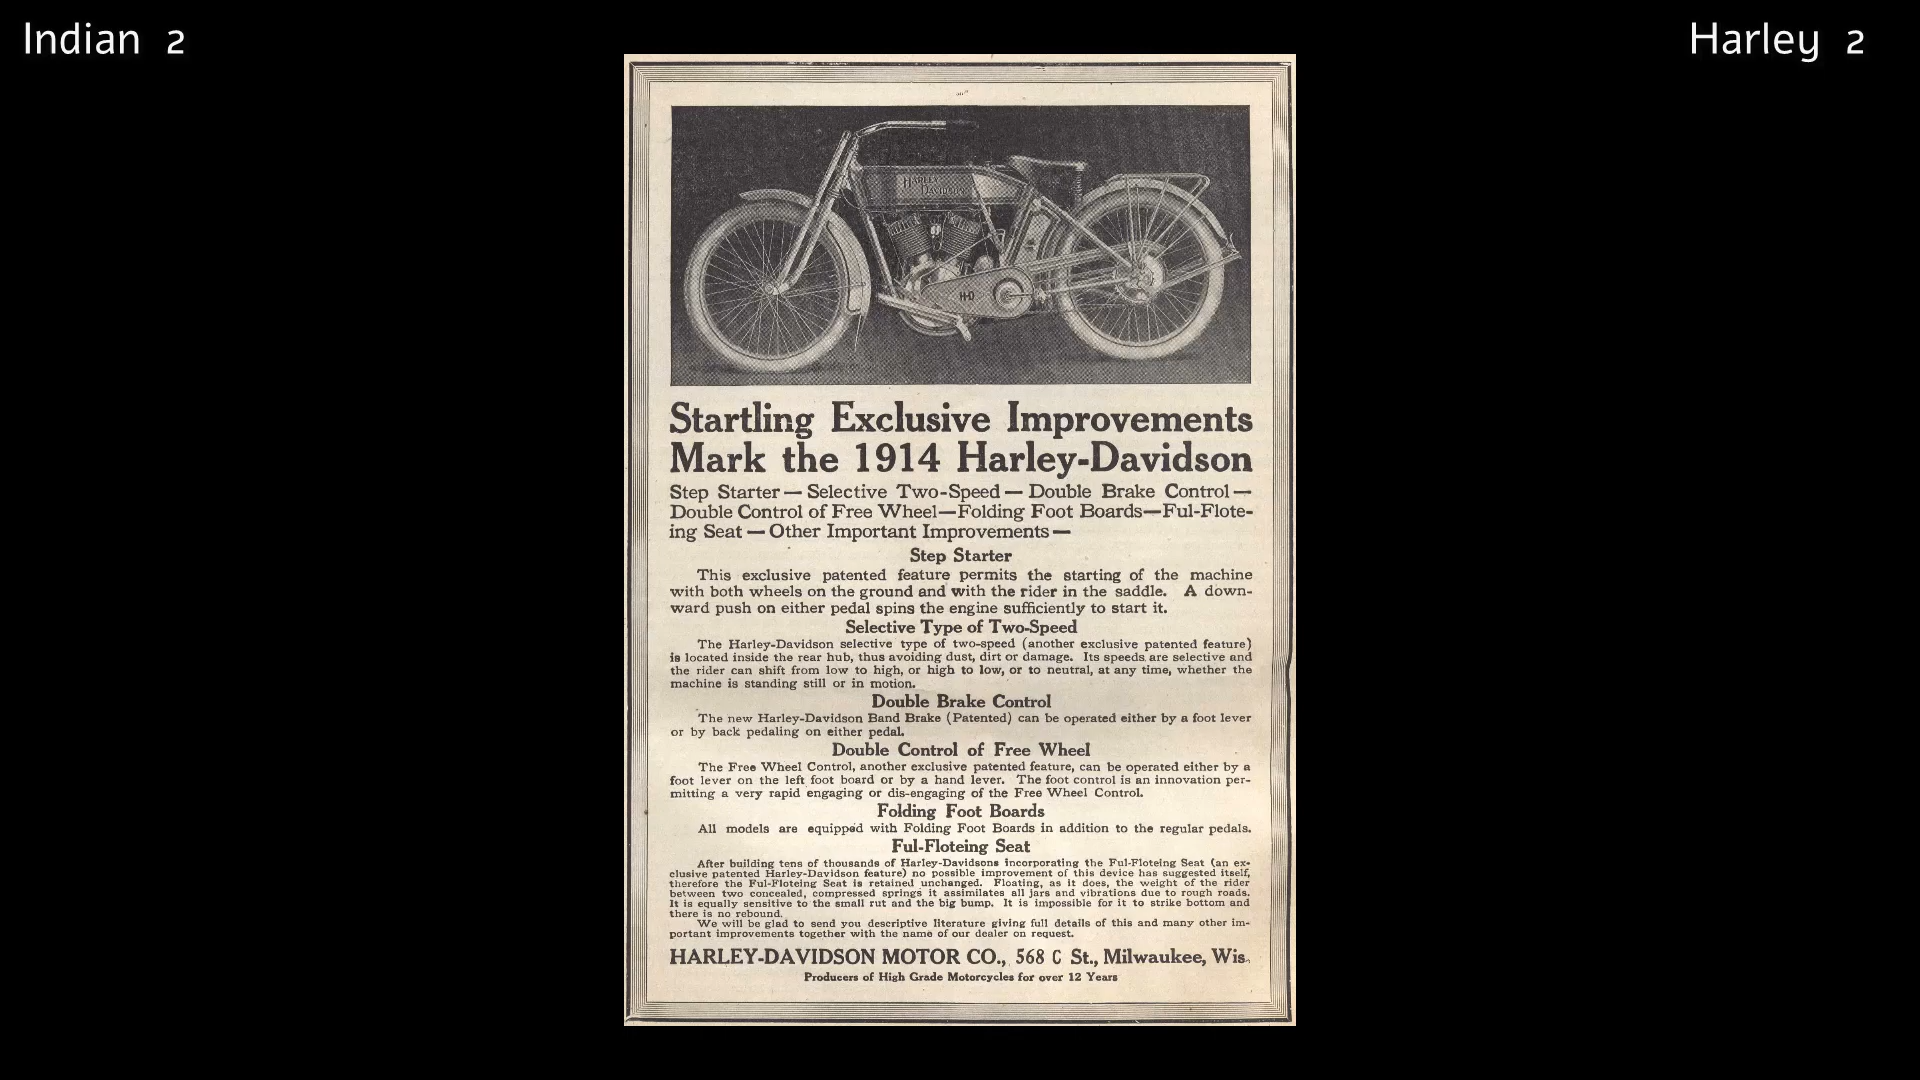 Indian 2
Harley 2
HARLEY
DAVIDSON
H-D
Startling Exclusive Improvements
Mark the 1914 Harley-Davidson
Step Starter — Selective Two-Speed — Double Brake Control —
Double Control of Free Wheel—Folding Foot Boards—Ful-Flote-
ing Seat — Other Important Improvements —
Step Starter
This exclusive patented feature permits the starting of the machine
with both wheels on the ground and with the rider in the saddle. A down-
ward push on either pedal spins the engine sufficiently to start it.
Selective Type of Two-Speed
The Harley-Davidson selective type of two-speed (another exclusive patented feature)
is located inside the rear hub, thus avoiding dust, dirt or damage. Its speeds are selective and
the rider can shift from low to high, or high to low, or to neutral, at any time, whether the
machine is standing still or in motion.
Double Brake Control
The new Harley-Davidson Band Brake (Patented) can be operated either by a foot lever
or by back pedaling on either pedal.
Double Control of Free Wheel
The Free Wheel Control, another exclusive patented feature, can be operated either by a
foot lever on the left foot board or by a hand lever. The foot control is an innovation per-
mitting a very rapid engaging or dis-engaging of the Free Wheel Control.
Folding Foot Boards
All models are equipped with Folding Foot Boards in addition to the regular pedals.
Ful-Floteing Seat
After building tens of thousands of Harley-Davidsons incorporating the Ful-Floteing Seat (an ex-
clusive patented Harley-Davidson feature) no possible improvement of this device has suggested itself,
therefore the Ful-Floteing Seat is retained unchanged. Floating, as it does, the weight of the rider
between two concealed, compressed springs it assimilates all jars and vibrations due to rough roads.
It is equally sensitive to the small rut and the big bump. It is impossible for it to strike bottom and
there is no rebound.
We will be glad to send you descriptive literature giving full details of this and many other im-
portant improvements together with the name of our dealer on request.
HARLEY-DAVIDSON MOTOR CO., 568 C St., Milwaukee, Wis.
Producers of High Grade Motorcycles for over 12 Years